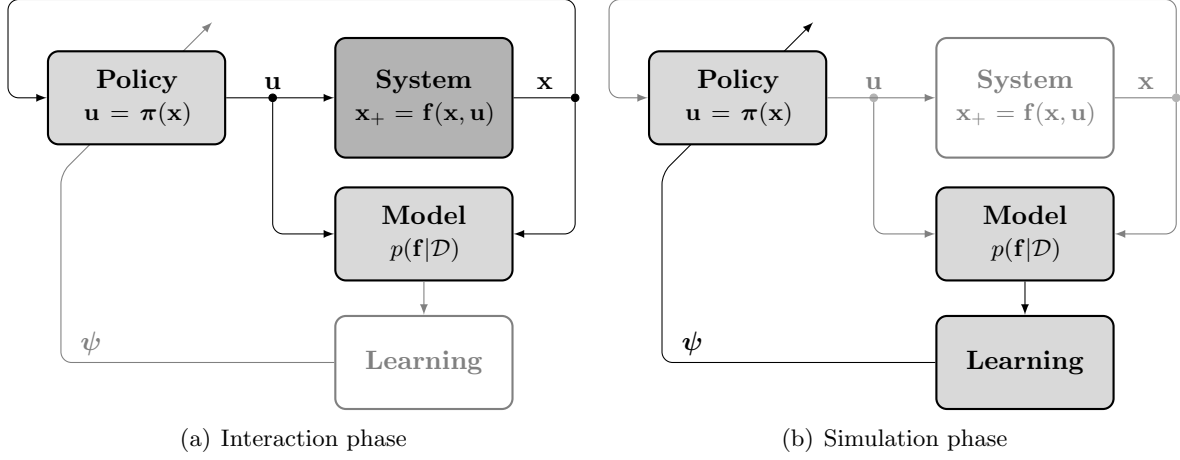 Policy
u = π(x)
u
System
x₊ = f(x, u)
x
Model
p(f|D)
ψ
Learning
(a) Interaction phase
Policy
u = π(x)
u
System
x₊ = f(x, u)
x
Model
p(f|D)
ψ
Learning
(b) Simulation phase